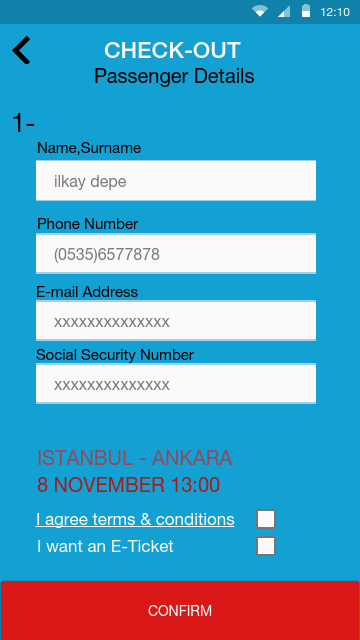 12:10
CHECK-OUT
Passenger Details
1-
Name,Surname
ilkay depe
Phone Number
(0535)6577878
E-mail Address
xxxxxxxxxxxxxx
Social Security Number
xxxxxxxxxxxxxx
ISTANBUL - ANKARA
8 NOVEMBER 13:00
I agree terms & conditions
I want an E-Ticket
CONFIRM